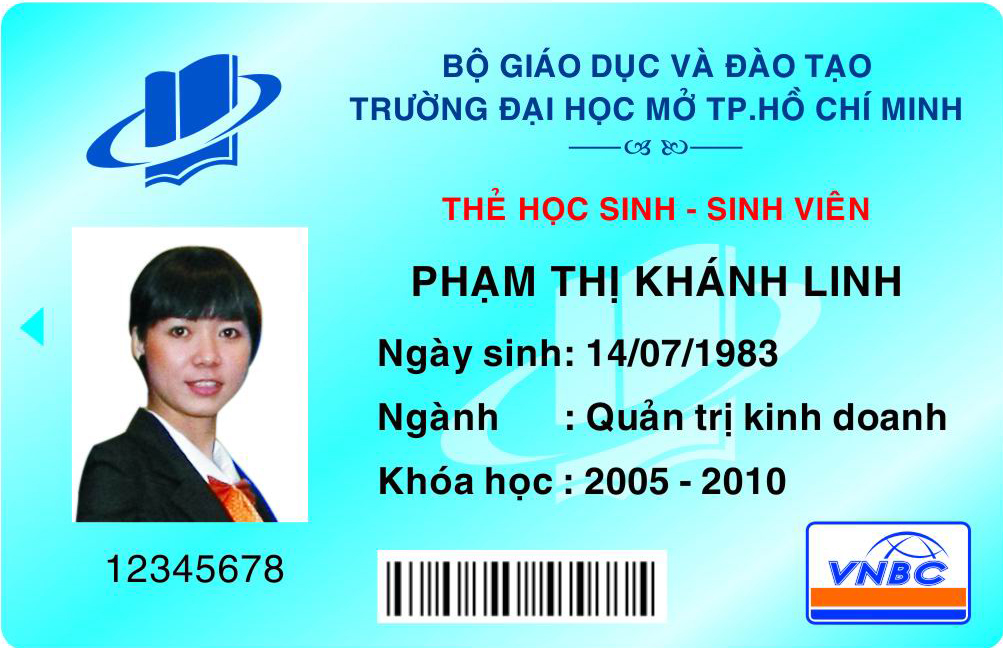 BỘ GIÁO DỤC VÀ ĐÀO TẠO
TRƯỜNG ĐẠI HỌC MỞ TP.HỒ CHÍ MINH
THẺ HỌC SINH - SINH VIÊN
PHẠM THỊ KHÁNH LINH
Ngày sinh: 14/07/1983
Ngành : Quản trị kinh doanh
Khóa học : 2005 - 2010
12345678
VNBC